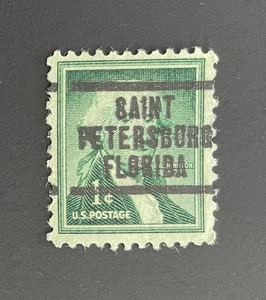 SAINT
PETERSBURG
FLORIDA
1¢
U.S. POSTAGE